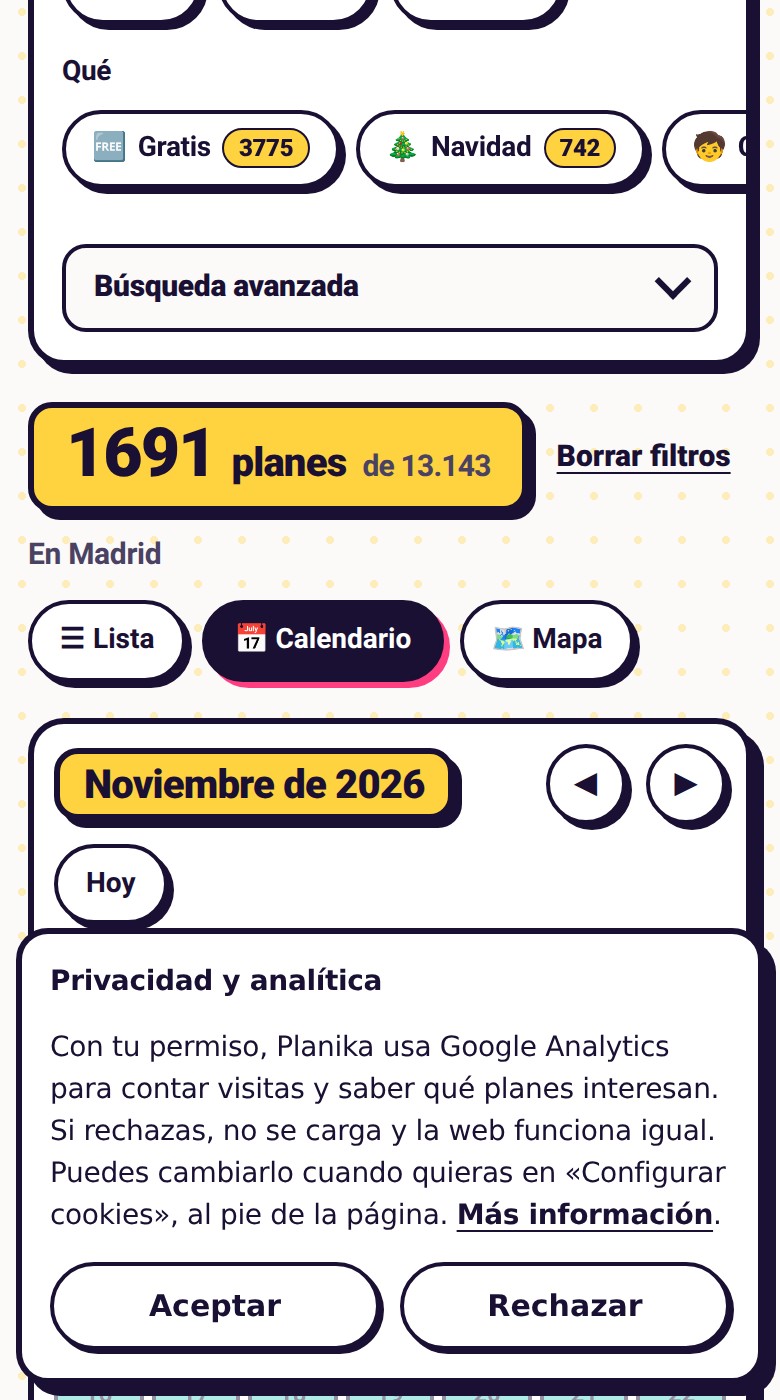 Qué
FREE Gratis 3775
Navidad 742
Búsqueda avanzada
1691 planes de 13.143
Borrar filtros
En Madrid
☰ Lista
July 17 Calendario
Mapa
Noviembre de 2026
◀ ▶
Hoy
Privacidad y analítica
Con tu permiso, Planika usa Google Analytics
para contar visitas y saber qué planes interesan.
Si rechazas, no se carga y la web funciona igual.
Puedes cambiarlo cuando quieras en «Configurar
cookies», al pie de la página. Más información.
Aceptar
Rechazar